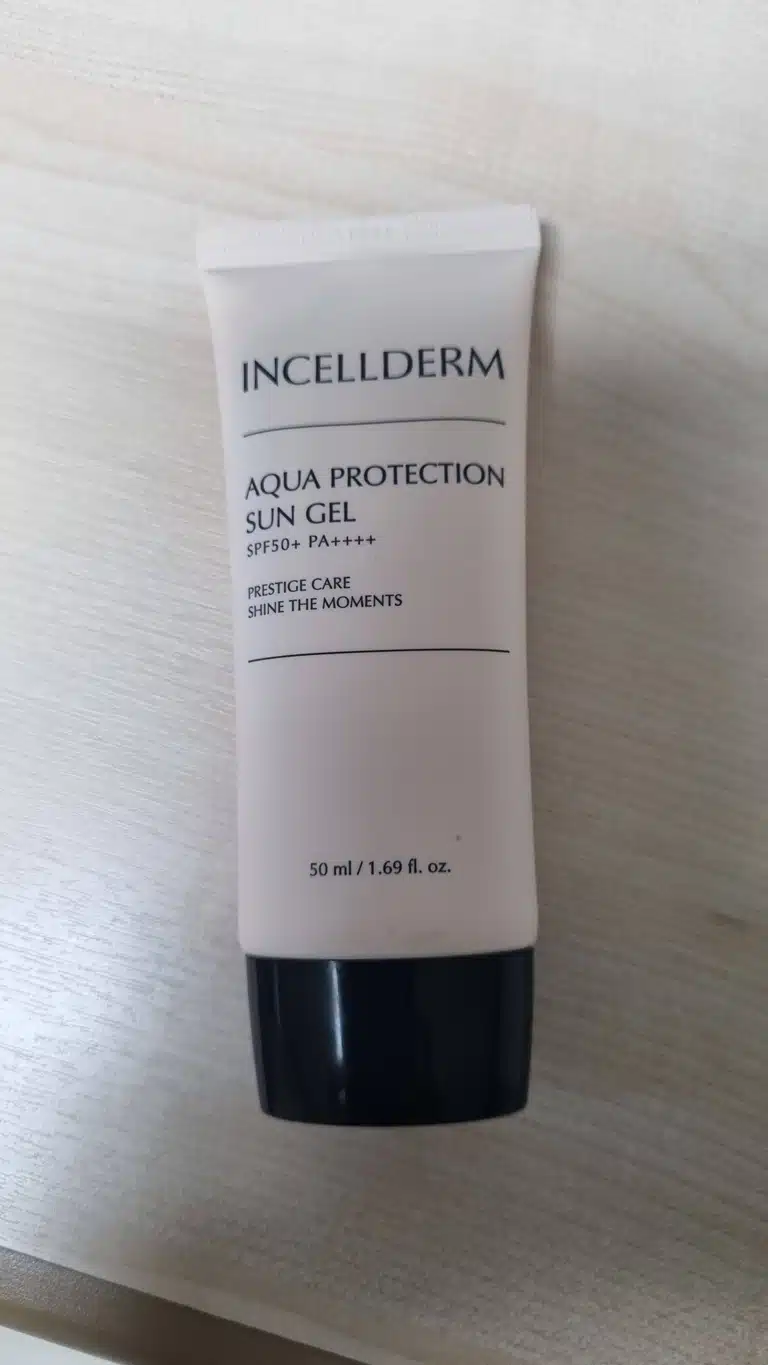 INCELLDERM
AQUA PROTECTION
SUN GEL
SPF50+ PA++++
PRESTIGE CARE
SHINE THE MOMENTS
50 ml / 1.69 fl. oz.